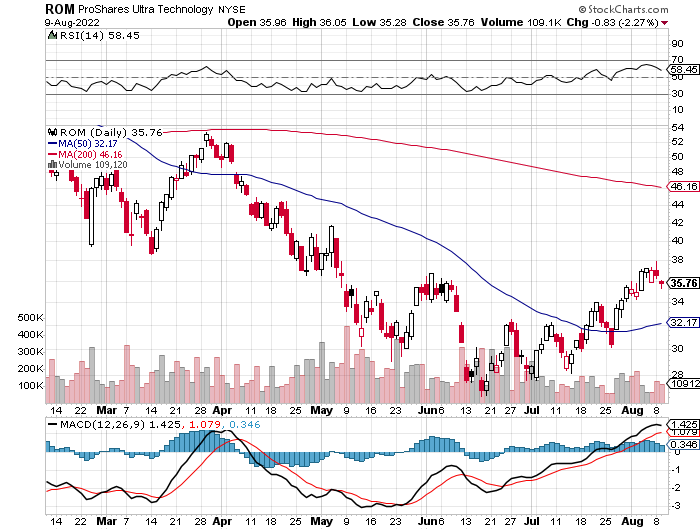 ROM ProShares Ultra Technology NYSE © StockCharts.com
9-Aug-2022 Open 35.96 High 36.05 Low 35.28 Close 35.76 Volume 109.1K Chg -0.83 (-2.27%)
RSI(14) 58.45
90
70
58.45
50
30
10
ROM (Daily) 35.76
MA(50) 32.17
MA(200) 46.16
Volume 109,120
54
52
50
48
46.16
44
42
40
38
35.76
34
32.17
30
28
10912
500K
400K
300K
200K
100K
14 22 Mar 7 14 21 28 Apr 11 18 25 May 9 16 23 Jun 6 13 21 27 Jul 11 18 25 Aug 8
MACD(12,26,9) 1.425, 1.079, 0.346
1.425
1.079
0.346
0
-1
-2
-3
14 22 Mar 7 14 21 28 Apr 11 18 25 May 9 16 23 Jun 6 13 21 27 Jul 11 18 25 Aug 8